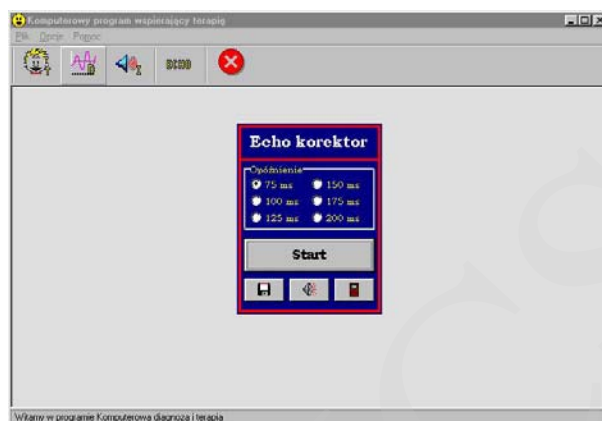 Komputerowy program wspierający terapię
Plik Opcje Pomoc
ECHO
Echo korektor
Opóźnienie
75 ms 150 ms
100 ms 175 ms
125 ms 200 ms
Start
Witamy w programie Komputerowa diagnoza i terapia